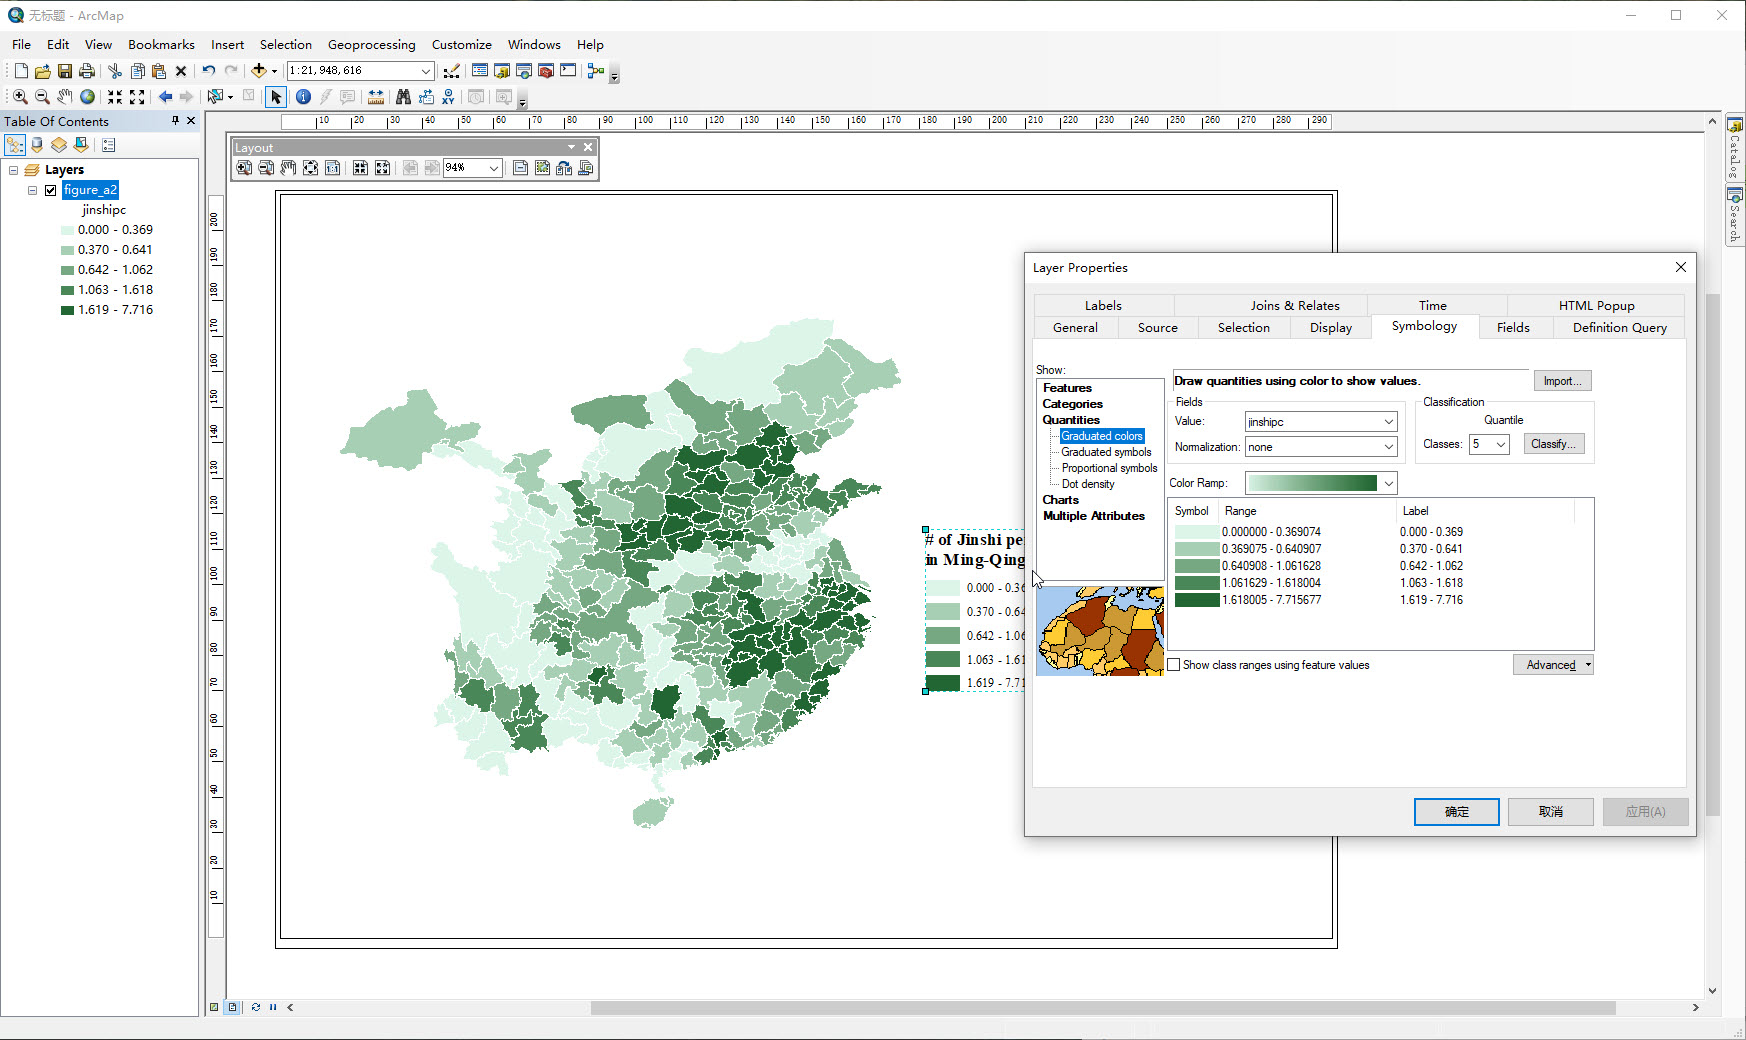 无标题 - ArcMap
File Edit View Bookmarks Insert Selection Geoprocessing Customize Windows Help
1:21,948,616
Table Of Contents
Layers
figure_a2
jinshipc
0.000 - 0.369
0.370 - 0.641
0.642 - 1.062
1.063 - 1.618
1.619 - 7.716
10 20 30 40 50 60 70 80 90 100 110 120 130 140 150 160 170 180 190 200 210 220 230 240 250 260 270 280 290
Layout
94%
200
190
180
170
160
150
140
130
120
110
100
90
80
70
60
50
40
30
20
10
# of Jinshi pe
in Ming-Qing
0.000 - 0.36
0.370 - 0.64
0.642 - 1.06
1.063 - 1.61
1.619 - 7.71
Catalog
Search
Layer Properties
Labels Joins & Relates Time HTML Popup
General Source Selection Display Symbology Fields Definition Query
Show:
Features
Categories
Quantities
Graduated colors
Graduated symbols
Proportional symbols
Dot density
Charts
Multiple Attributes
Draw quantities using color to show values.
Import...
Fields
Value: jinshipc
Normalization: none
Classification
Quantile
Classes: 5 Classify...
Color Ramp:
Symbol Range Label
0.000000 - 0.369074 0.000 - 0.369
0.369075 - 0.640907 0.370 - 0.641
0.640908 - 1.061628 0.642 - 1.062
1.061629 - 1.618004 1.063 - 1.618
1.618005 - 7.715677 1.619 - 7.716
Show class ranges using feature values
Advanced
确定 取消 应用(A)